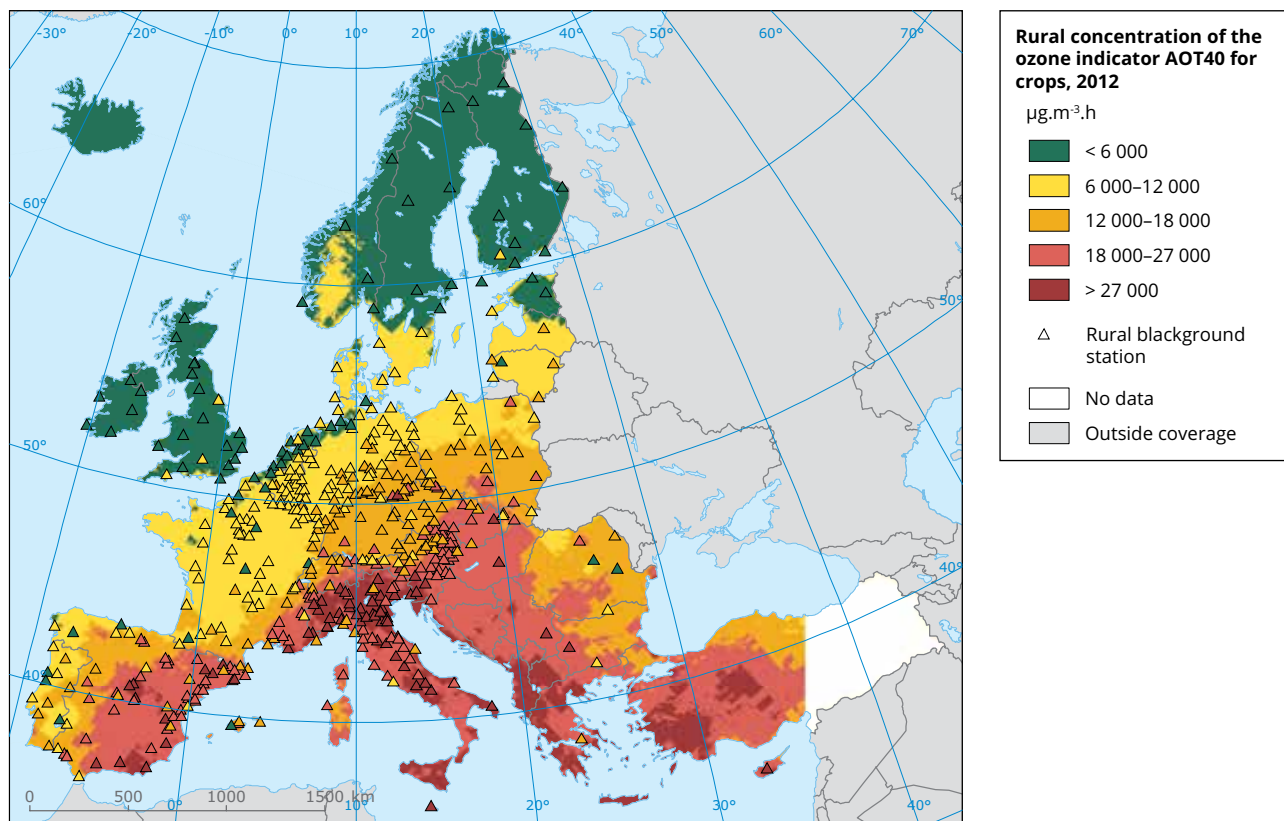 -30°
-20°
-10°
0°
10°
20°
30°
40°
50°
60°
70°
60°
50°
50°
40°
40°
0
500
0°
1000
1500 km
10°
20°
30°
40°
Rural concentration of the
ozone indicator AOT40 for
crops, 2012
µg.m-³.h
< 6 000
6 000–12 000
12 000–18 000
18 000–27 000
> 27 000
Rural blackground
station
No data
Outside coverage